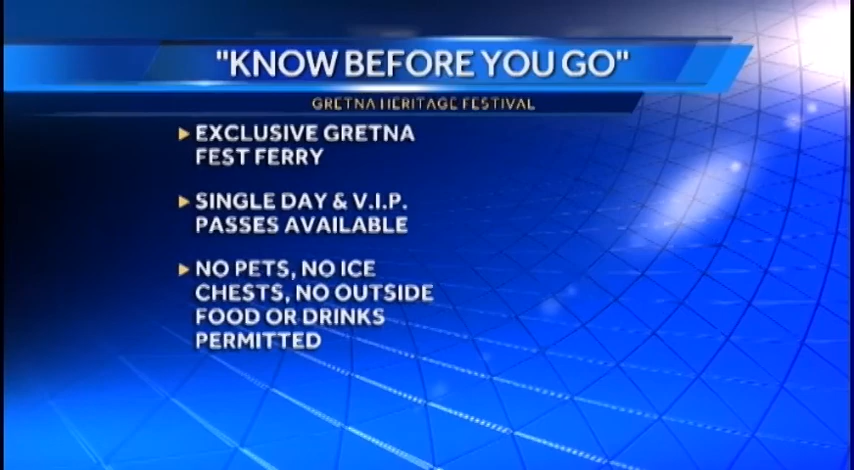 "KNOW BEFORE YOU GO"
GRETNA HERITAGE FESTIVAL
EXCLUSIVE GRETNA
FEST FERRY
SINGLE DAY & V.I.P.
PASSES AVAILABLE
NO PETS, NO ICE
CHESTS, NO OUTSIDE
FOOD OR DRINKS
PERMITTED